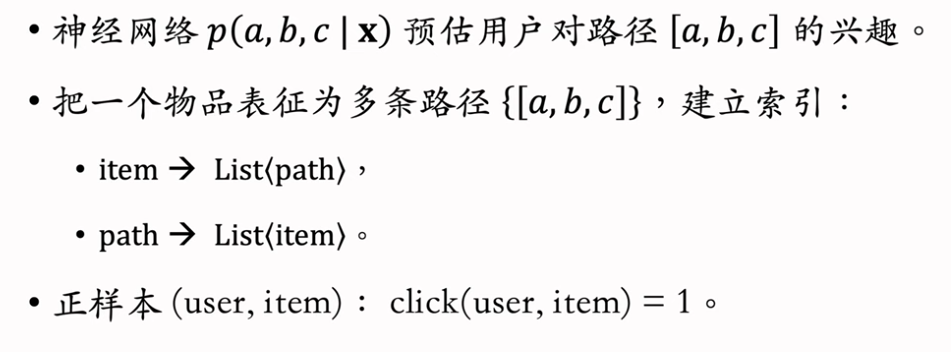 • 神经网络 p(a, b, c | x) 预估用户对路径 [a, b, c] 的兴趣。
• 把一个物品表征为多条路径 {[a, b, c]}，建立索引：
• item → List⟨path⟩，
• path → List⟨item⟩。
• 正样本 (user, item)： click(user, item) = 1。